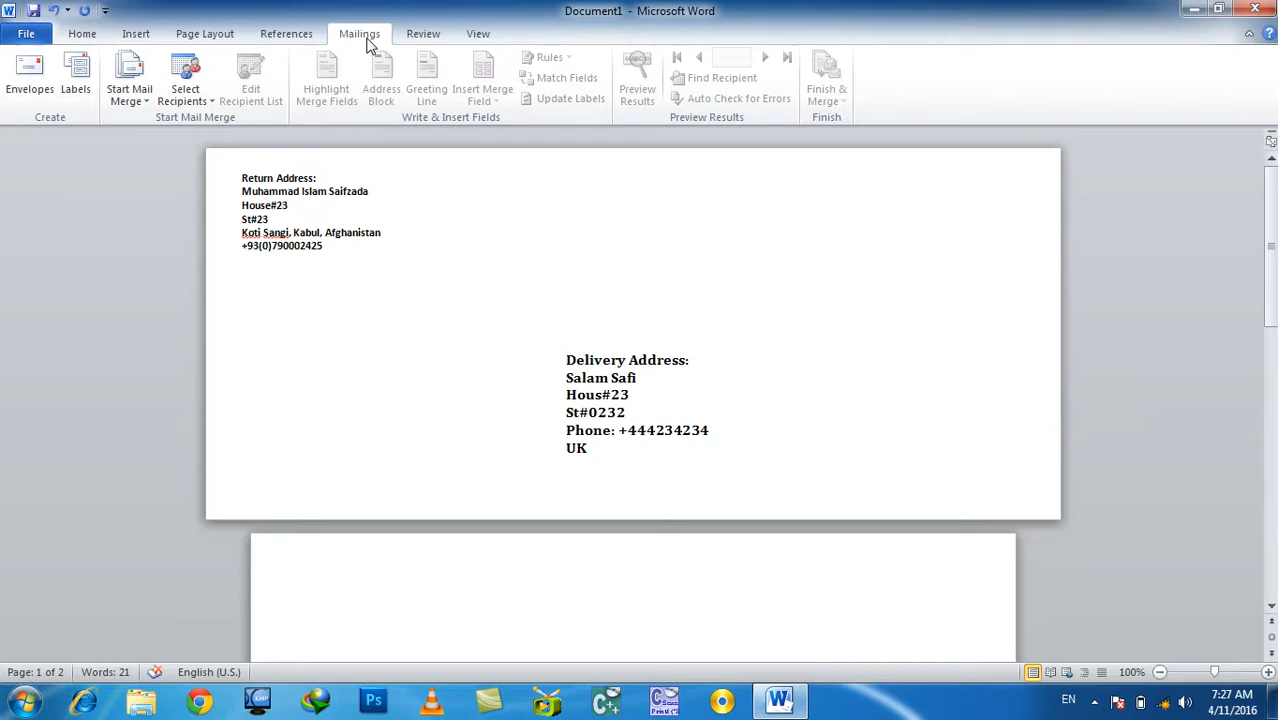 Document1 - Microsoft Word
File Home Insert Page Layout References Mailings Review View
Envelopes Labels
Create
Start Mail Merge
Select Recipients
Edit Recipient List
Start Mail Merge
Highlight Merge Fields
Address Block
Greeting Line
Insert Merge Field
Rules
Match Fields
Update Labels
Write & Insert Fields
Preview Results
Find Recipient
Auto Check for Errors
Preview Results
Finish & Merge
Finish
Return Address:
Muhammad Islam Saifzada
House#23
St#23
Koti Sangi, Kabul, Afghanistan
+93(0)790002425
Delivery Address:
Salam Safi
Hous#23
St#0232
Phone: +444234234
UK
Page: 1 of 2 Words: 21 English (U.S.) 100%
EN 7:27 AM
4/11/2016